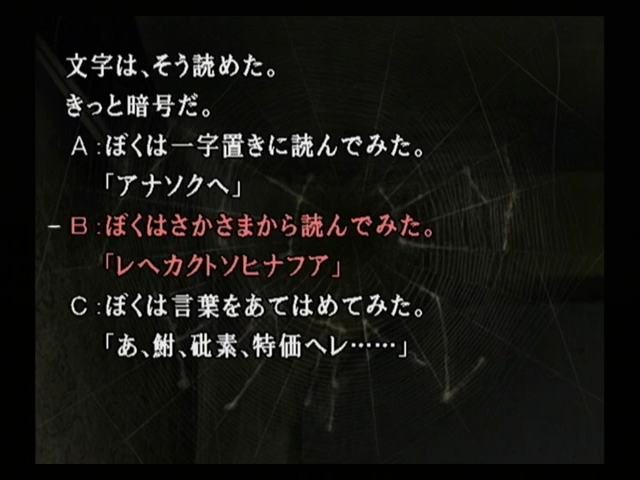 文字は、そう読めた。
きっと暗号だ。
A:ぼくは一字置きに読んでみた。
「アナソクヘ」
B:ぼくはさかさまから読んでみた。
「レヘカクトソヒナフア」
C:ぼくは言葉をあてはめてみた。
「あ、鮒、砒素、特価ヘレ……」